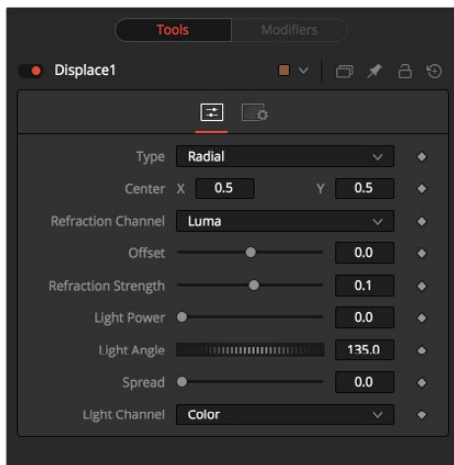 Tools Modifiers
Displace1
Type Radial
Center X 0.5 Y 0.5
Refraction Channel Luma
Offset 0.0
Refraction Strength 0.1
Light Power 0.0
Light Angle 135.0
Spread 0.0
Light Channel Color